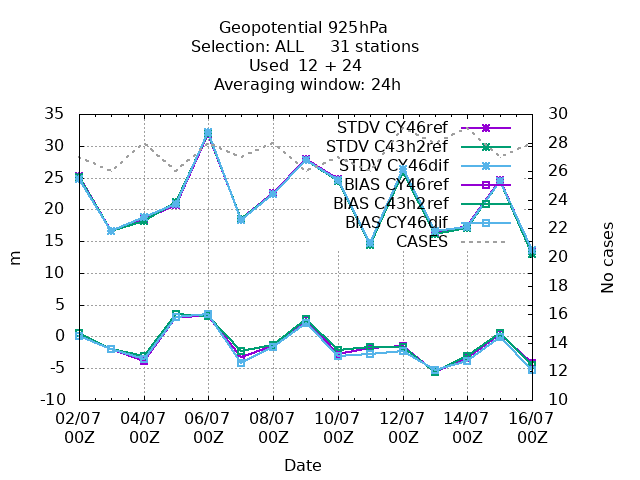 Geopotential 925hPa
Selection: ALL 31 stations
Used 12 + 24
Averaging window: 24h
35 30
30 28
25 26
20 24
15 22
10 20
5 18
0 16
-5 14
-10 12
10
STDV CY46ref
STDV C43h2ref
STDV CY46dif
BIAS CY46ref
BIAS C43h2ref
BIAS CY46dif
CASES
m
No cases
02/07 04/07 06/07 08/07 10/07 12/07 14/07 16/07
00Z 00Z 00Z 00Z 00Z 00Z 00Z 00Z
Date